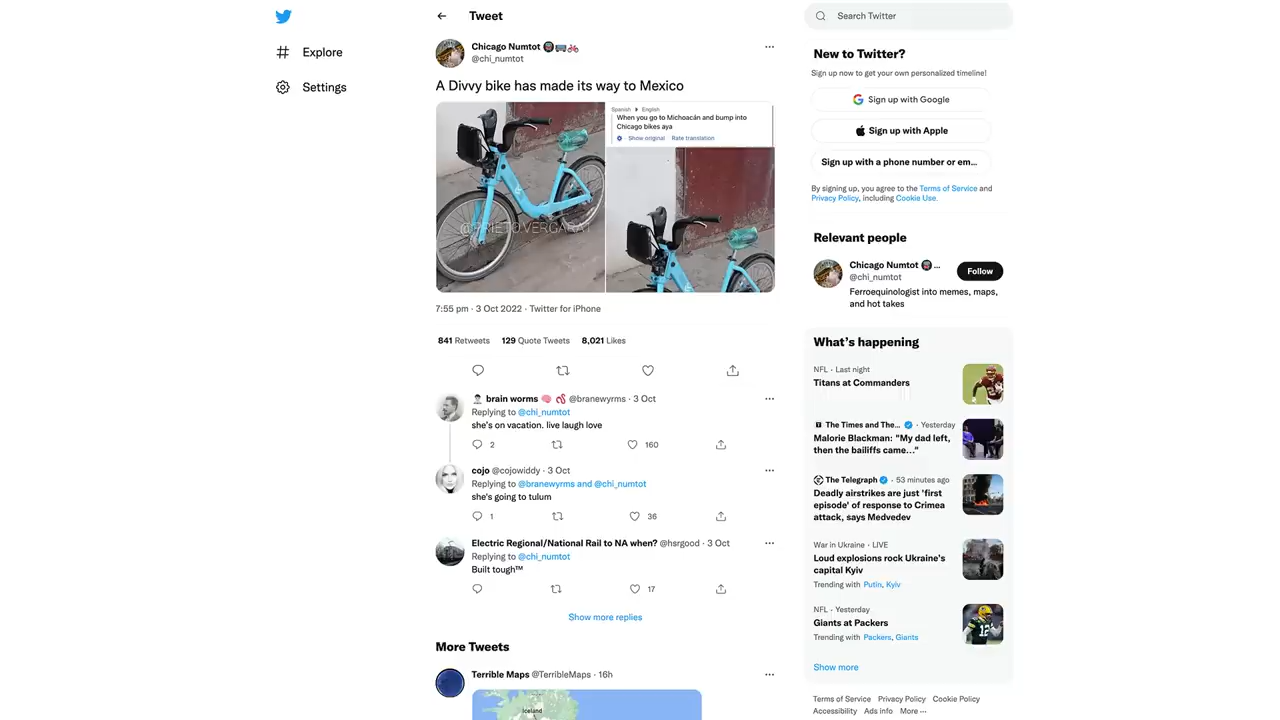 Tweet
Search Twitter
Explore
Settings
Chicago Numtot
@chi_numtot
A Divvy bike has made its way to Mexico
Spanish Englisḥ
When you go to Michoacán and bump into
Chicago bikes aya
Show original Rate translation
@PRIETO.VERGARA1
7:55 pm · 3 Oct 2022 · Twitter for iPhone
841 Retweets 129 Quote Tweets 8,021 Likes
brain worms @branewyrms · 3 Oct
Replying to @chi_numtot
she's on vacation. live laugh love
2 160
cojo @cojowiddy · 3 Oct
Replying to @branewyrms and @chi_numtot
she's going to tulum
1 36
Electric Regional/National Rail to NA when? @hsrgood · 3 Oct
Replying to @chi_numtot
Built tough™
17
Show more replies
More Tweets
Terrible Maps @TerribleMaps · 16h
Iceland
New to Twitter?
Sign up now to get your own personalized timeline!
Sign up with Google
Sign up with Apple
Sign up with a phone number or em...
By signing up, you agree to the Terms of Service and
Privacy Policy, including Cookie Use.
Relevant people
Chicago Numtot ...
@chi_numtot
Follow
Ferroequinologist into memes, maps,
and hot takes
What's happening
NFL · Last night
Titans at Commanders
The Times and The... · Yesterday
Malorie Blackman: "My dad left,
then the bailiffs came..."
The Telegraph · 53 minutes ago
Deadly airstrikes are just 'first
episode' of response to Crimea
attack, says Medvedev
War in Ukraine · LIVE
Loud explosions rock Ukraine's
capital Kyiv
Trending with Putin, Kyiv
NFL · Yesterday
Giants at Packers
Trending with Packers, Giants
Show more
Terms of Service Privacy Policy Cookie Policy
Accessibility Ads info More ...